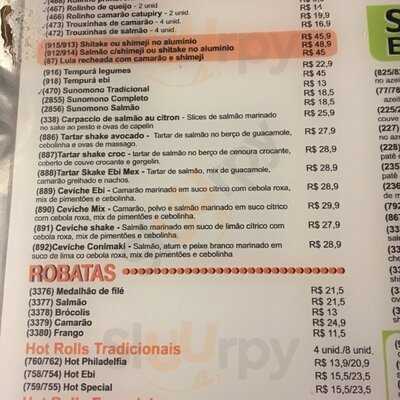 (467) Rolinho de queijo - 2 unid R$ 14
(466) Rolinho camarão catupiry - 2 unid R$ 19,9
(473) Trouxinhas de camarão - 4 unid R$ 16,9
(472) Trouxinhas de salmão - 4 unid.
(915/913) Shitake ou shimeji no alumínio R$ 45,9
(912/914) Salmão c/shimeji ou shitake no alumínio R$ 48,9
(87) Lula recheada com camarão e shimeji R$ 45
(916) Tempurá legumes R$ 22,9
(918) Tempurá ebi R$ 45
(470) Sunomono Tradicional R$ 13
(2855) Sunomono Completo R$ 18,5
(2856) Sunomono Salmão R$ 18,5
(338) Carpaccio de salmão au citron - Slices de salmão marinado R$ 25,9
no sake ao pesto e ovas de capelin
(886) Tartar shake avocado - Tartar de salmão no berço de guacamole, R$ 27,9
cebolinha e ovas de massago.
(887)Tartar shake croc - tartar de salmão no berço de cenoura crocante, R$ 28,9
coberto de couve crocante e gergelin.
(888)Tartar Shake Ebi Mex - Tartar de salmão, mix de guacamole, R$ 28,9
camarão grelhado e nachos.
(889) Ceviche Ebi - Camarão marinado em suco cítrico com cebola roxa, R$ 28,9
mix de pimentões e cebolinha.
(890) Ceviche Mix - Camarão, polvo e salmão marinado em suco cítrico R$ 29,9
com cebola roxa, mix de pimentões e cebolinha.
(891) Ceviche shake - Salmão marinado em suco de limão cítrico com R$ 27,9
cebola roxa, mix de pimentões e cebolinha.
(892)Ceviche Conimaki - Salmão, atum e peixe branco marinado em R$ 28,9
suco de lima co cebola roxa, mix de pimentões e cebolinha.
ROBATAS
(3376) Medalhão de filé R$ 21,5
(3377) Salmão R$ 21,5
(3378) Brócolis R$ 13
(3379) Camarão R$ 24,9
(3380) Frango R$ 11,5
Hot Rolls Tradicionais 4 unid./8 unid.
(760/762) Hot Philadelfia R$ 13,9/20,9
(758/754) Hot Ebi R$ 15,5/23,5
(759/755) Hot Special R$ 15,5/23,5